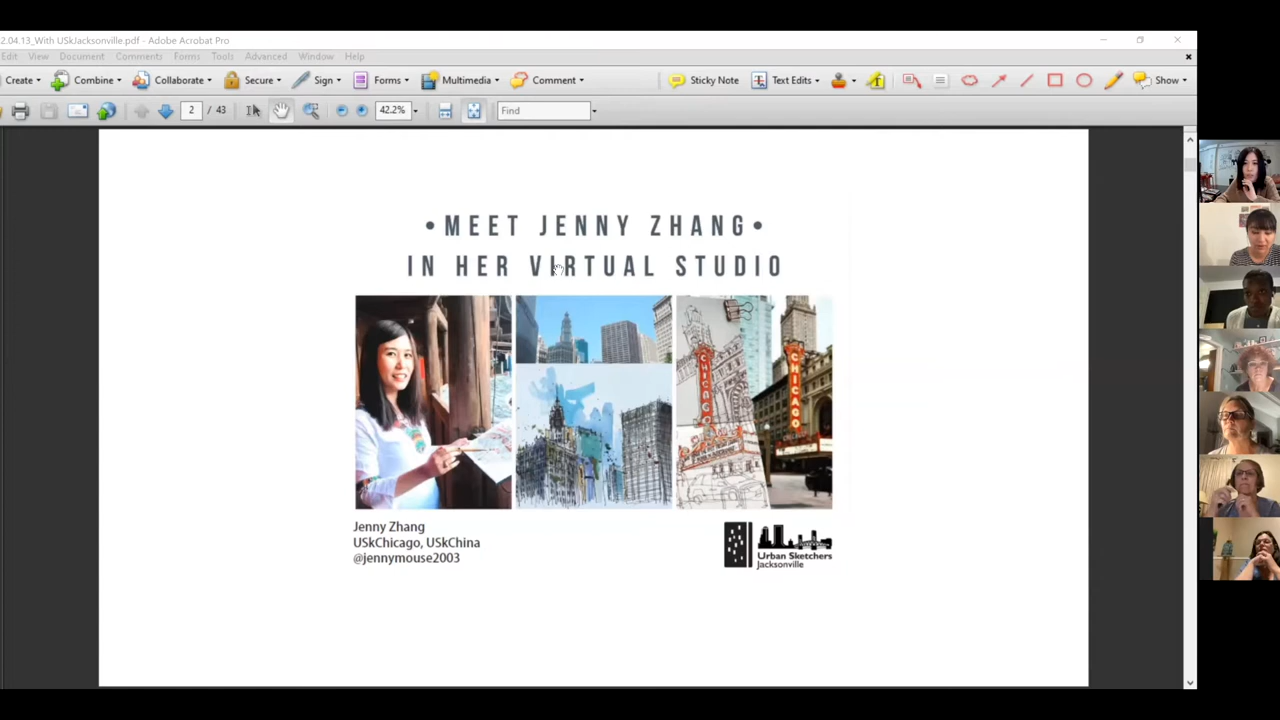 2.04.13_With USkJacksonville.pdf - Adobe Acrobat Pro
Edit View Document Comments Forms Tools Advanced Window Help
Create Combine Collaborate Secure Sign Forms Multimedia Comment Sticky Note Text Edits Show
2 / 43 42.2% Find
•MEET JENNY ZHANG•
IN HER VIRTUAL STUDIO
CHICAGO
CHICAGO
Jenny Zhang
USkChicago, USkChina
@jennymouse2003
Urban Sketchers
Jacksonville